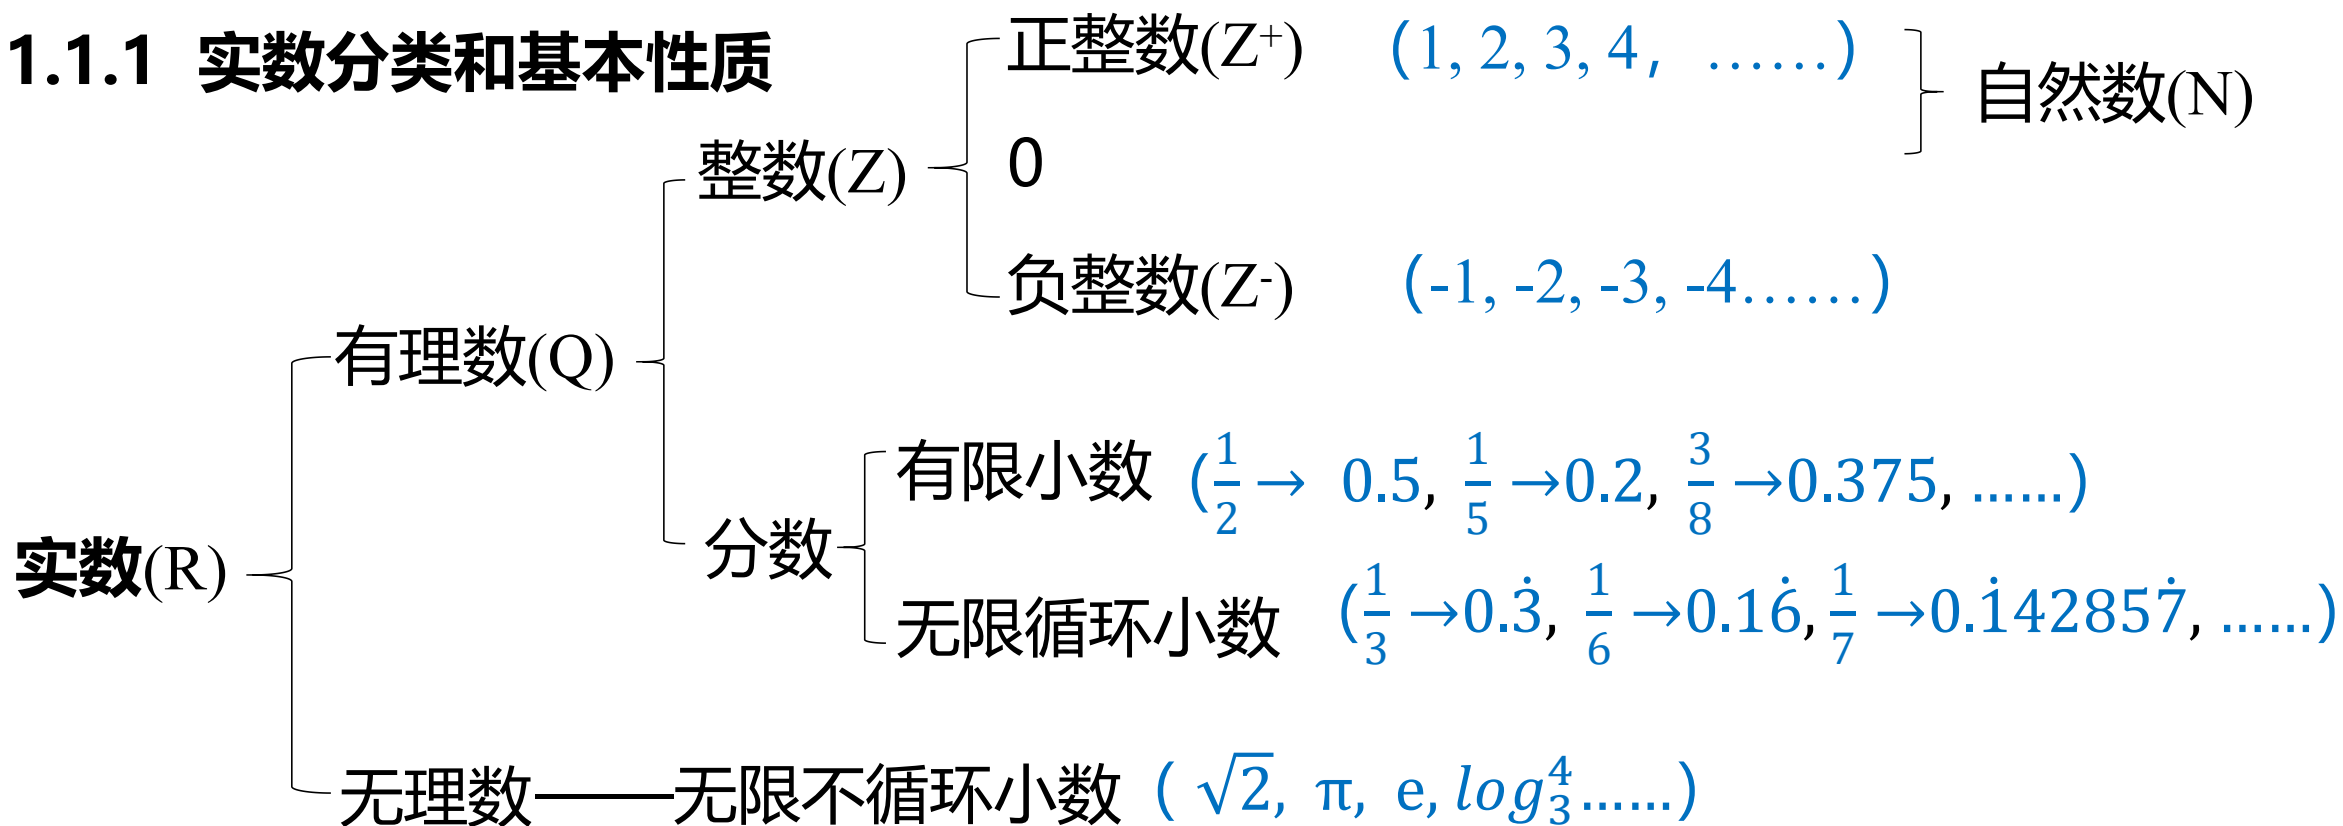 1.1.1 实数分类和基本性质
正整数(Z⁺) (1, 2, 3, 4, ……)
自然数(N)
整数(Z)
0
负整数(Z⁻) (-1, -2, -3, -4……)
有理数(Q)
有限小数 (1/2→ 0.5, 1/5→0.2, 3/8→0.375, ……)
分数
实数(R)
无限循环小数 (1/3→0.3̇, 1/6→0.16̇, 1/7→0.1̇42857̇, ……)
无理数——无限不循环小数 ( √2, π, e, log₃⁴……)